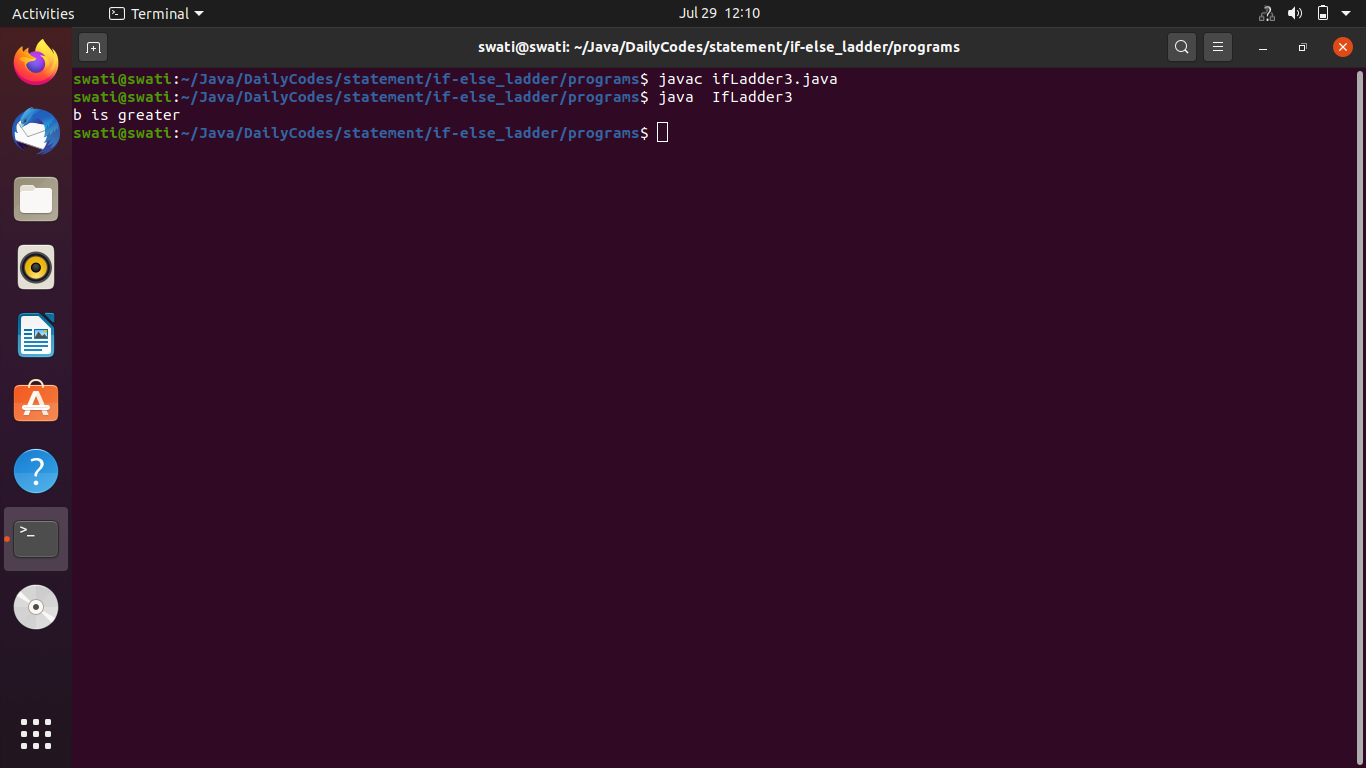 Activities Terminal Jul 29 12:10
swati@swati: ~/Java/DailyCodes/statement/if-else_ladder/programs
swati@swati:~/Java/DailyCodes/statement/if-else_ladder/programs$ javac ifLadder3.java
swati@swati:~/Java/DailyCodes/statement/if-else_ladder/programs$ java  IfLadder3
b is greater
swati@swati:~/Java/DailyCodes/statement/if-else_ladder/programs$